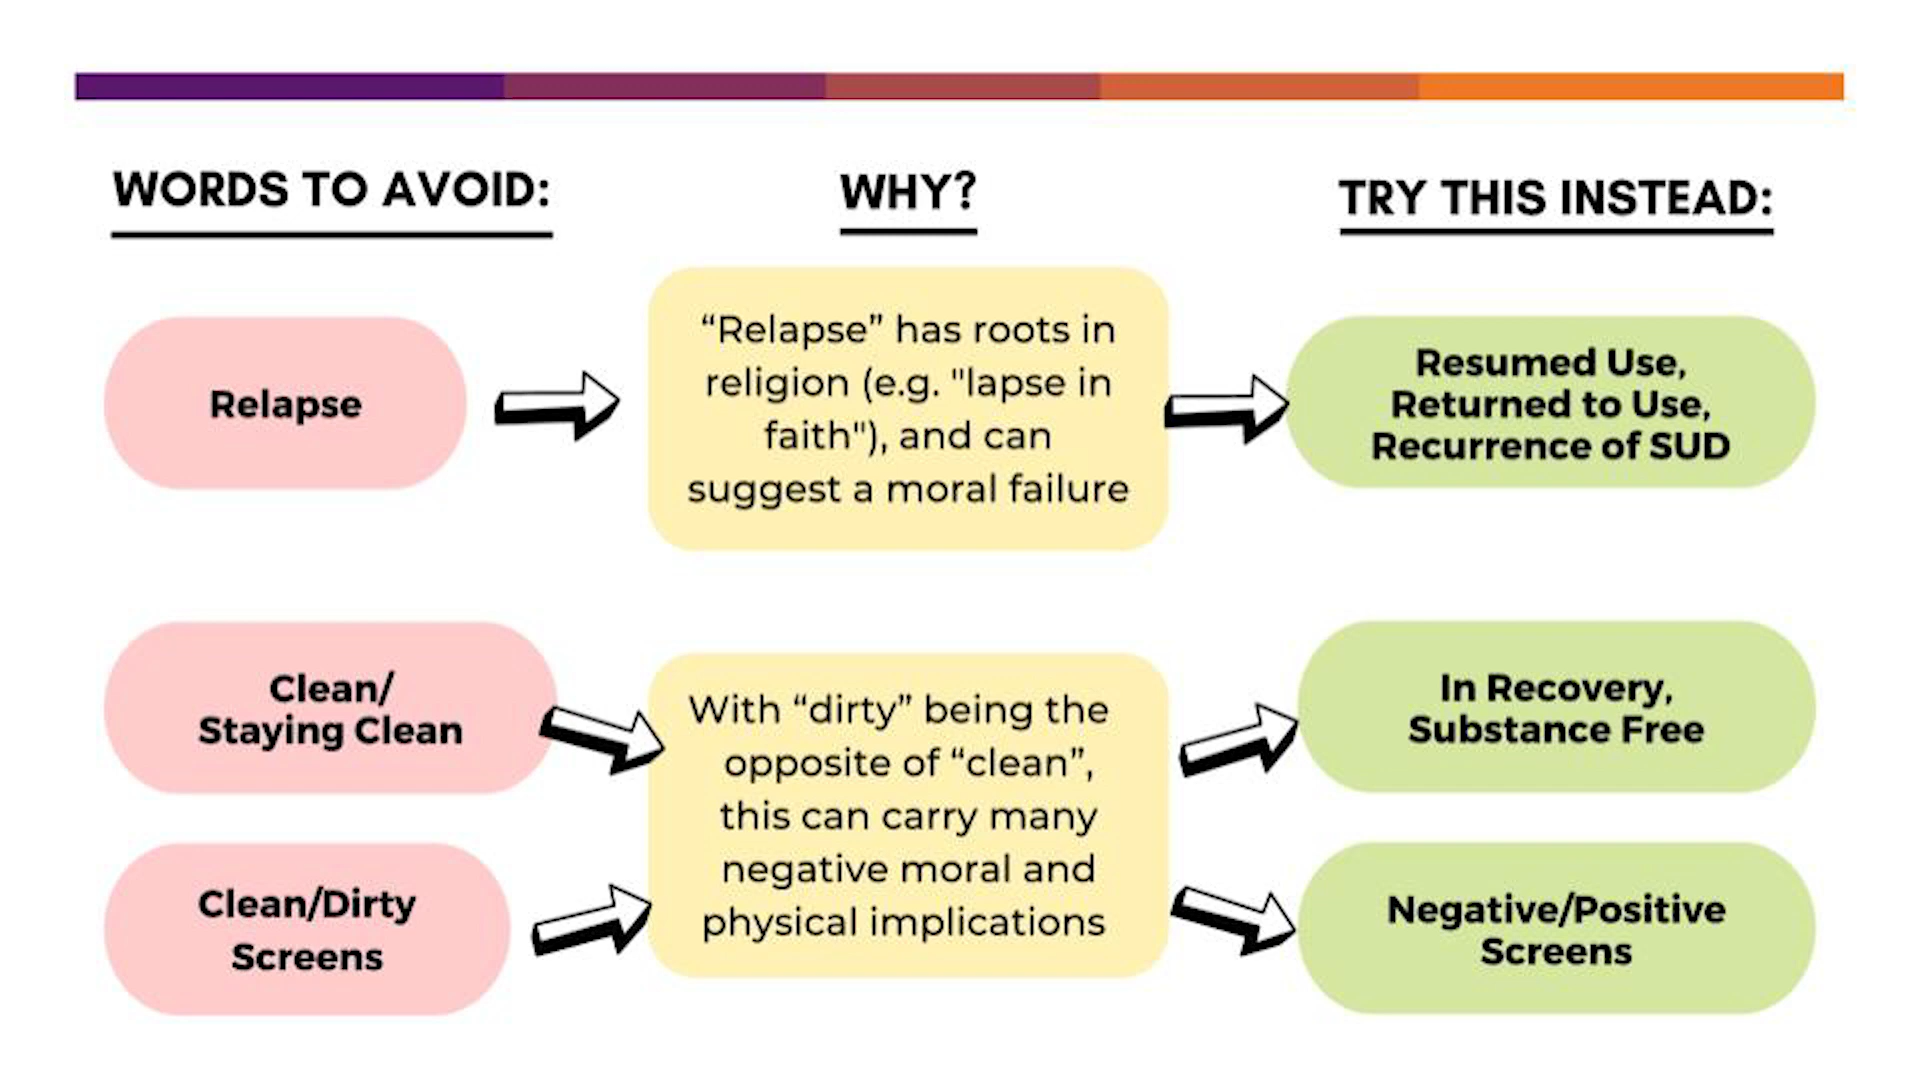 WORDS TO AVOID:
WHY?
TRY THIS INSTEAD:
Relapse
“Relapse” has roots in
religion (e.g. "lapse in
faith"), and can
suggest a moral failure
Resumed Use,
Returned to Use,
Recurrence of SUD
Clean/
Staying Clean
Clean/Dirty
Screens
With “dirty” being the
opposite of “clean”,
this can carry many
negative moral and
physical implications
In Recovery,
Substance Free
Negative/Positive
Screens